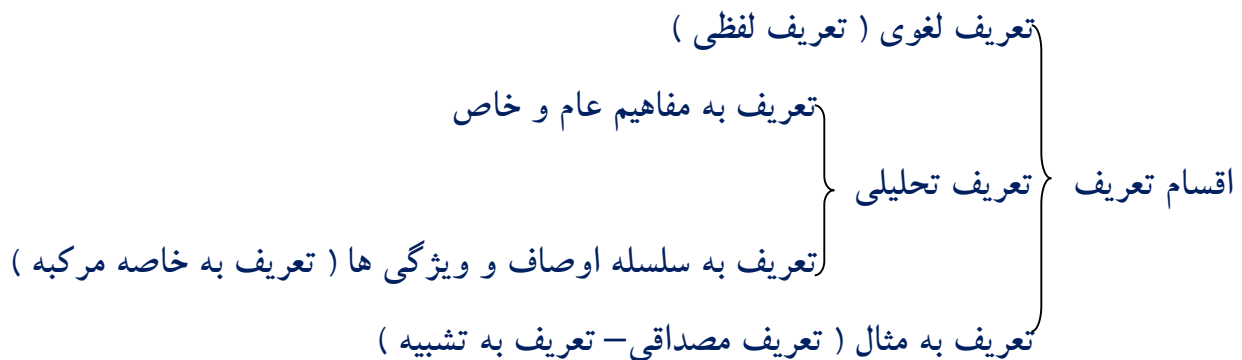 تعریف لغوی ( تعریف لفظی )
تعریف به مفاهیم عام و خاص
اقسام تعریف تعریف تحلیلی
تعریف به سلسله اوصاف و ویژگی ها ( تعریف به خاصه مرکبه )
تعریف به مثال ( تعریف مصداقی – تعریف به تشبیه )